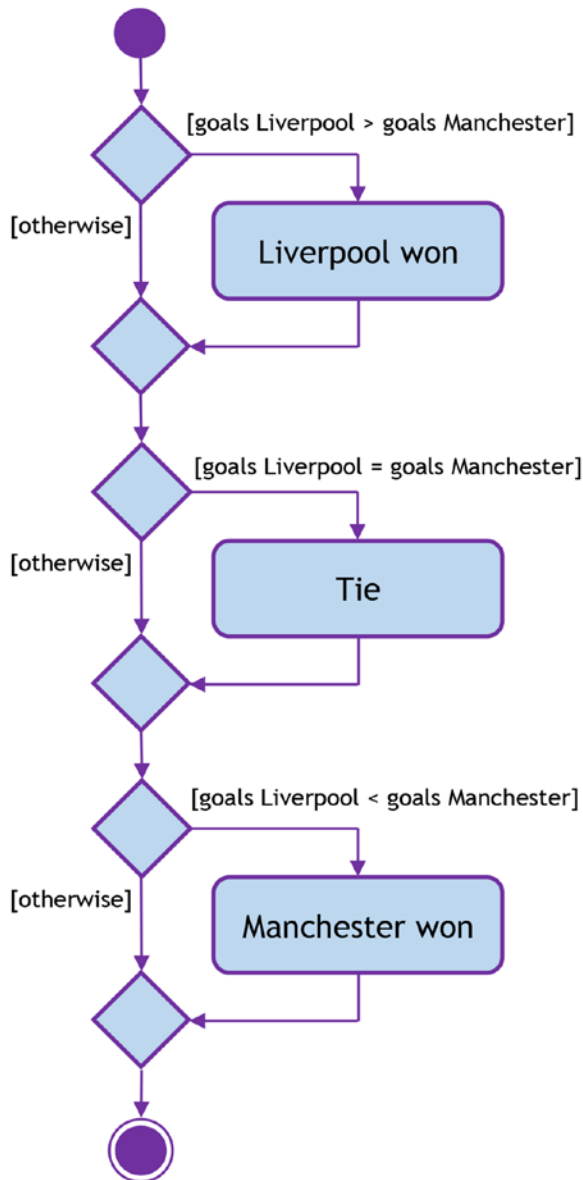 [goals Liverpool > goals Manchester]
[otherwise]
Liverpool won
[goals Liverpool = goals Manchester]
[otherwise]
Tie
[goals Liverpool < goals Manchester]
[otherwise]
Manchester won